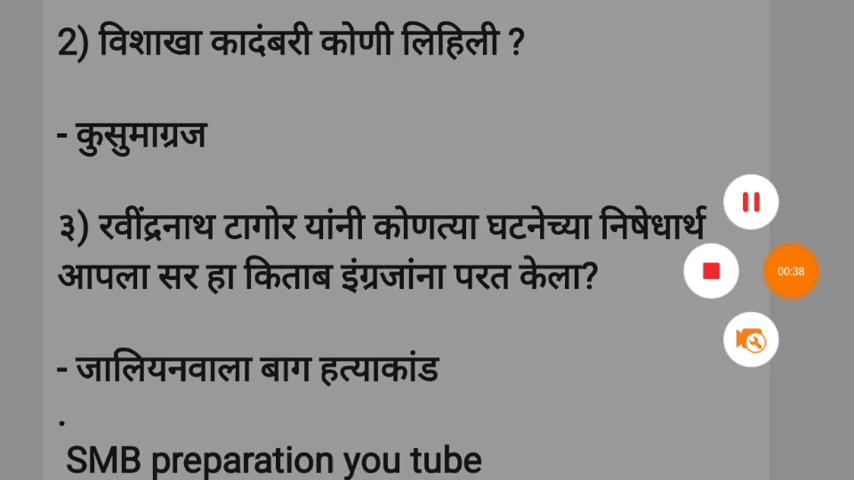 2) विशाखा कादंबरी कोणी लिहिली ?
- कुसुमाग्रज
३) रवींद्रनाथ टागोर यांनी कोणत्या घटनेच्या निषेधार्थ
आपला सर हा किताब इंग्रजांना परत केला?
00:38
- जालियनवाला बाग हत्याकांड
.
SMB preparation you tube